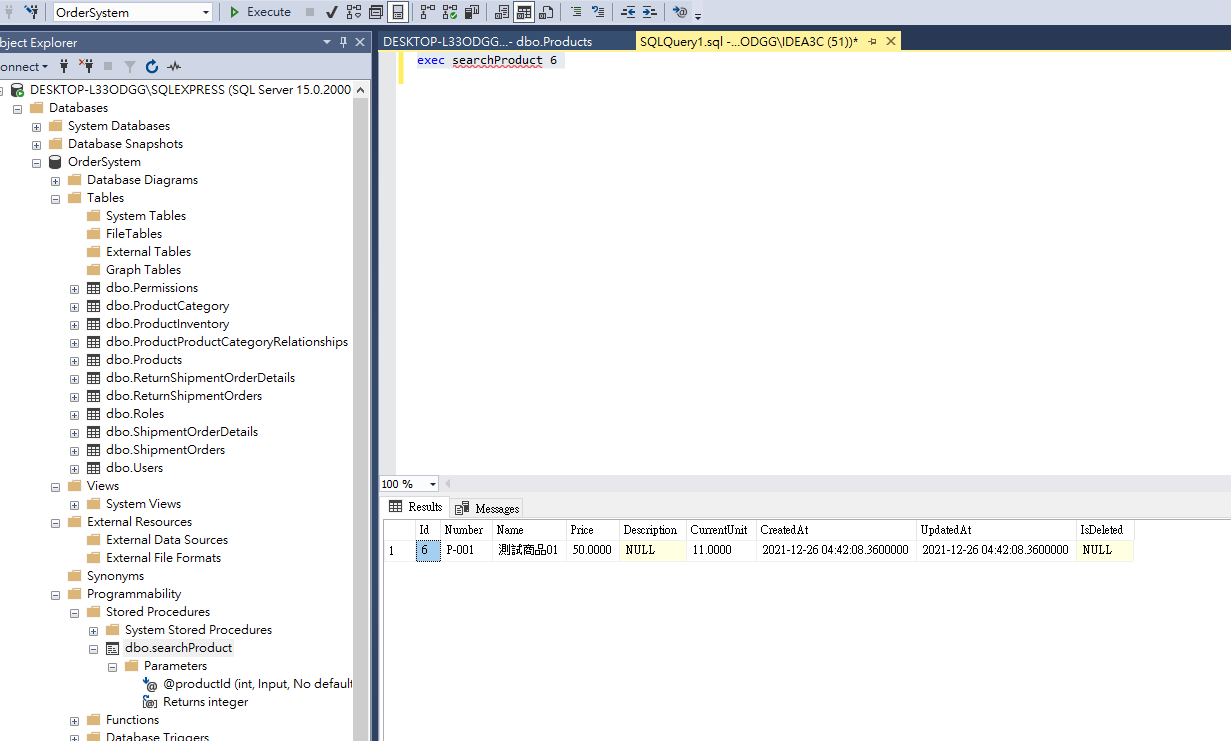 OrderSystem
Execute
bject Explorer
DESKTOP-L33ODGG...- dbo.Products
SQLQuery1.sql -...ODGG\IDEA3C (51))*
onnect
exec searchProduct 6
DESKTOP-L33ODGG\SQLEXPRESS (SQL Server 15.0.2000
Databases
System Databases
Database Snapshots
OrderSystem
Database Diagrams
Tables
System Tables
FileTables
External Tables
Graph Tables
dbo.Permissions
dbo.ProductCategory
dbo.ProductInventory
dbo.ProductProductCategoryRelationships
dbo.Products
dbo.ReturnShipmentOrderDetails
dbo.ReturnShipmentOrders
dbo.Roles
dbo.ShipmentOrderDetails
dbo.ShipmentOrders
dbo.Users
Views
System Views
External Resources
External Data Sources
External File Formats
Synonyms
Programmability
Stored Procedures
System Stored Procedures
dbo.searchProduct
Parameters
@productId (int, Input, No default
Returns integer
Functions
Database Triggers
100 %
Results Messages
Id Number Name Price Description CurrentUnit CreatedAt UpdatedAt IsDeleted
1 6 P-001 測試商品01 50.0000 NULL 11.0000 2021-12-26 04:42:08.3600000 2021-12-26 04:42:08.3600000 NULL